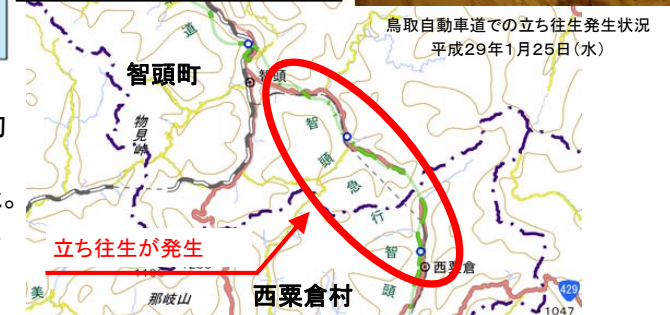 鳥取自動車道での立ち往生発生状況
平成29年1月25日(水)
道
智頭町
智頭
物見峠
智頭急行
立ち往生が発生
西粟倉
智頭
429
美
那岐山
西粟倉村
1047